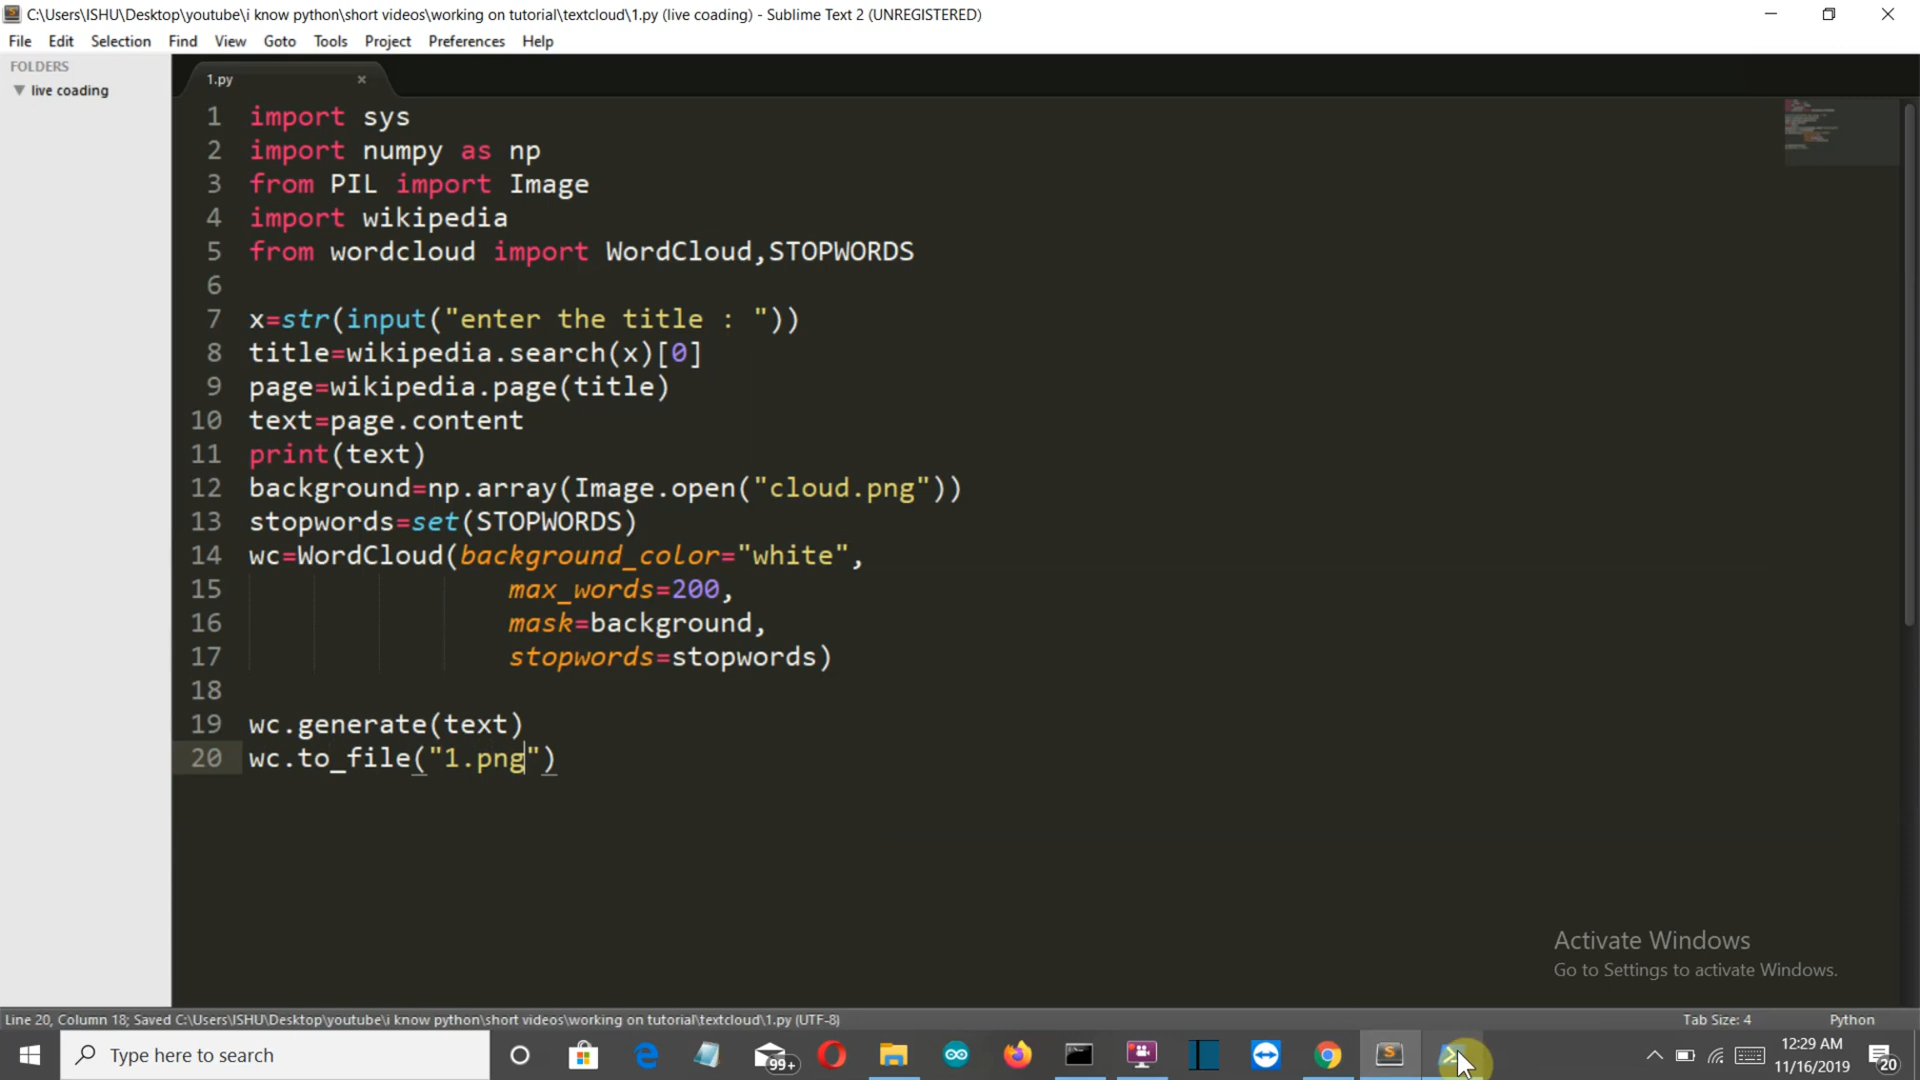 C:\Users\ISHU\Desktop\youtube\i know python\short videos\working on tutorial\textcloud\1.py (live coading) - Sublime Text 2 (UNREGISTERED)
File Edit Selection Find View Goto Tools Project Preferences Help
FOLDERS
live coading
1.py
1 import sys
2 import numpy as np
3 from PIL import Image
4 import wikipedia
5 from wordcloud import WordCloud,STOPWORDS
6
7 x=str(input("enter the title : "))
8 title=wikipedia.search(x)[0]
9 page=wikipedia.page(title)
10 text=page.content
11 print(text)
12 background=np.array(Image.open("cloud.png"))
13 stopwords=set(STOPWORDS)
14 wc=WordCloud(background_color="white",
15 max_words=200,
16 mask=background,
17 stopwords=stopwords)
18
19 wc.generate(text)
20 wc.to_file("1.png")
Activate Windows
Go to Settings to activate Windows.
Line 20, Column 18; Saved C:\Users\ISHU\Desktop\youtube\i know python\short videos\working on tutorial\textcloud\1.py (UTF-8)
Tab Size: 4 Python
Type here to search
99+
12:29 AM
11/16/2019
20